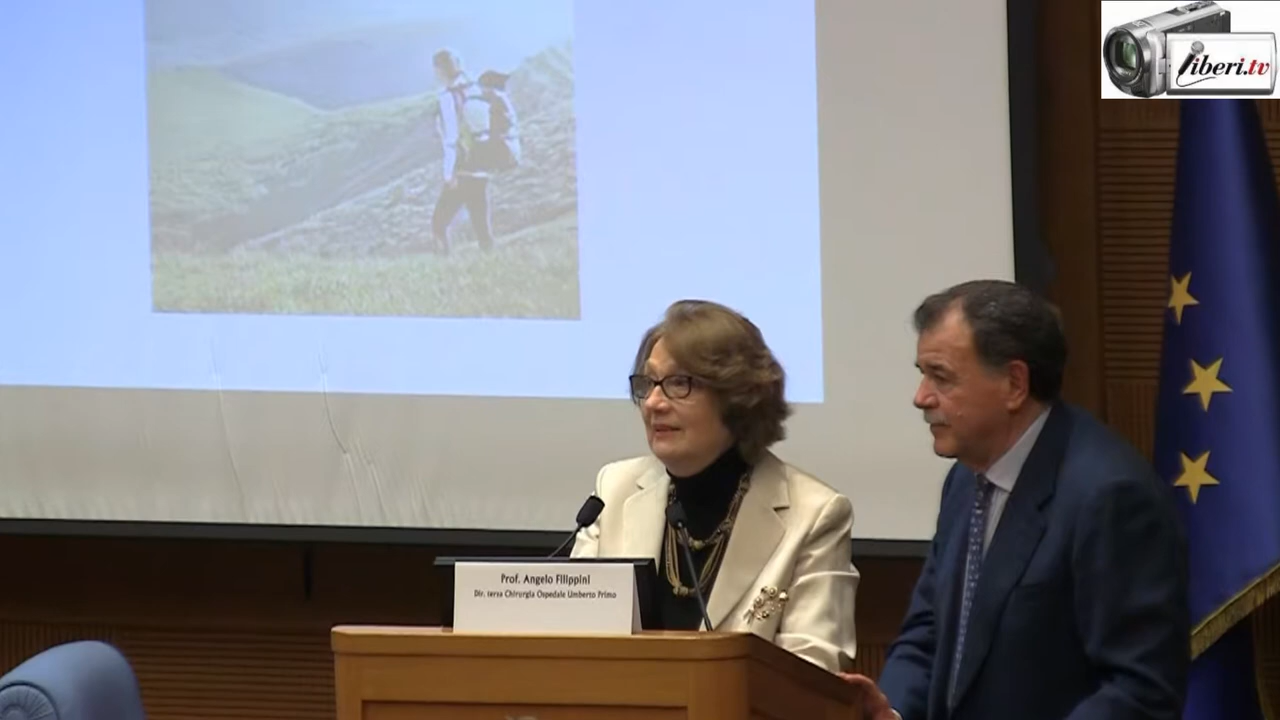 liberi.tv
Prof. Angelo Filippini
Dir. terza Chirurgia Ospedale Umberto Primo